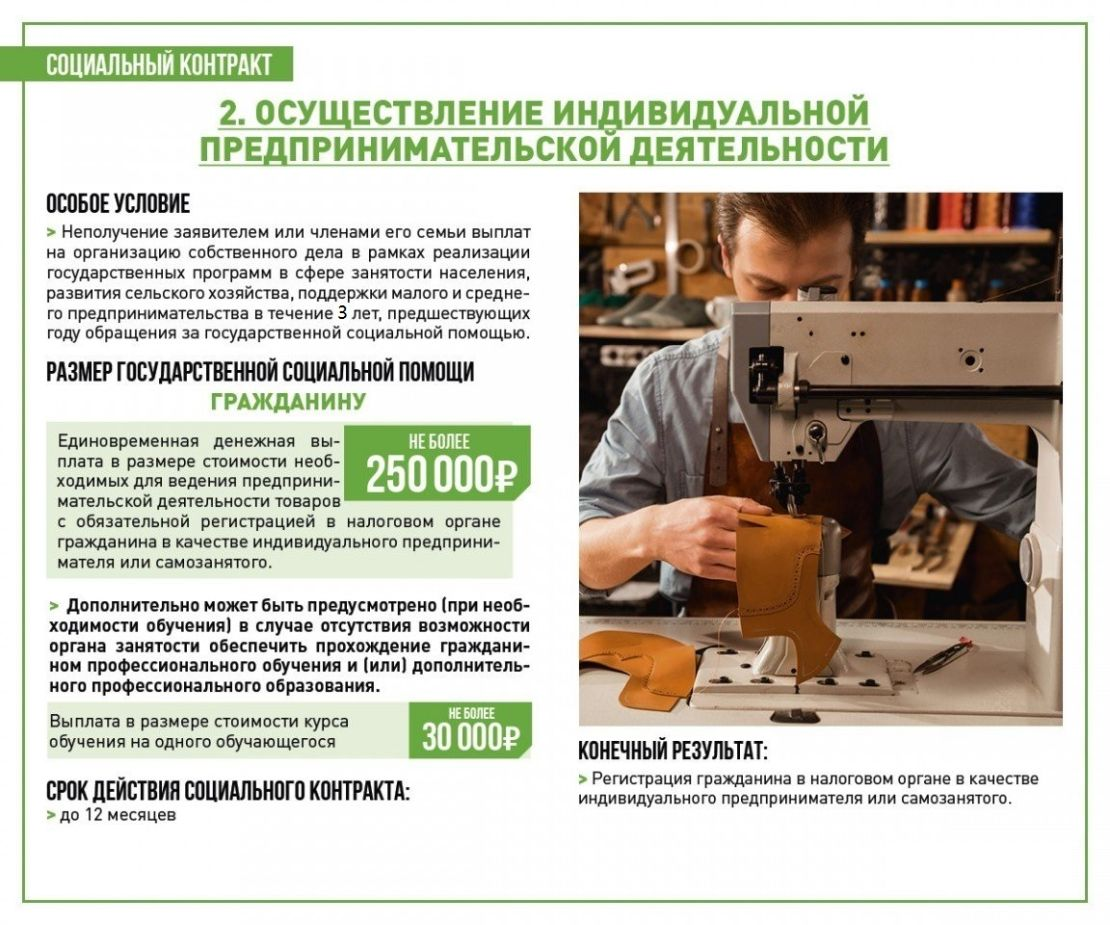 СОЦИАЛЬНЫЙ КОНТРАКТ
2. ОСУЩЕСТВЛЕНИЕ ИНДИВИДУАЛЬНОЙ
ПРЕДПРИНИМАТЕЛЬСКОЙ ДЕЯТЕЛЬНОСТИ
ОСОБОЕ УСЛОВИЕ
> Неполучение заявителем или членами его семьи выплат
на организацию собственного дела в рамках реализации
государственных программ в сфере занятости населения,
развития сельского хозяйства, поддержки малого и средне-
го предпринимательства в течение 3 лет, предшествующих
году обращения за государственной социальной помощью.
РАЗМЕР ГОСУДАРСТВЕННОЙ СОЦИАЛЬНОЙ ПОМОЩИ
ГРАЖДАНИНУ
Единовременная денежная вы-
плата в размере стоимости необ-
ходимых для ведения предприни-
мательской деятельности товаров
с обязательной регистрацией в налоговом органе
гражданина в качестве индивидуального предприни-
мателя или самозанятого.
НЕ БОЛЕЕ
250 000₽
> Дополнительно может быть предусмотрено (при необ-
ходимости обучения) в случае отсутствия возможности
органа занятости обеспечить прохождение граждани-
ном профессионального обучения и (или) дополнитель-
ного профессионального образования.
Выплата в размере стоимости курса
обучения на одного обучающегося
НЕ БОЛЕЕ
30 000₽
СРОК ДЕЙСТВИЯ СОЦИАЛЬНОГО КОНТРАКТА:
> до 12 месяцев
КОНЕЧНЫЙ РЕЗУЛЬТАТ:
> Регистрация гражданина в налоговом органе в качестве
индивидуального предпринимателя или самозанятого.